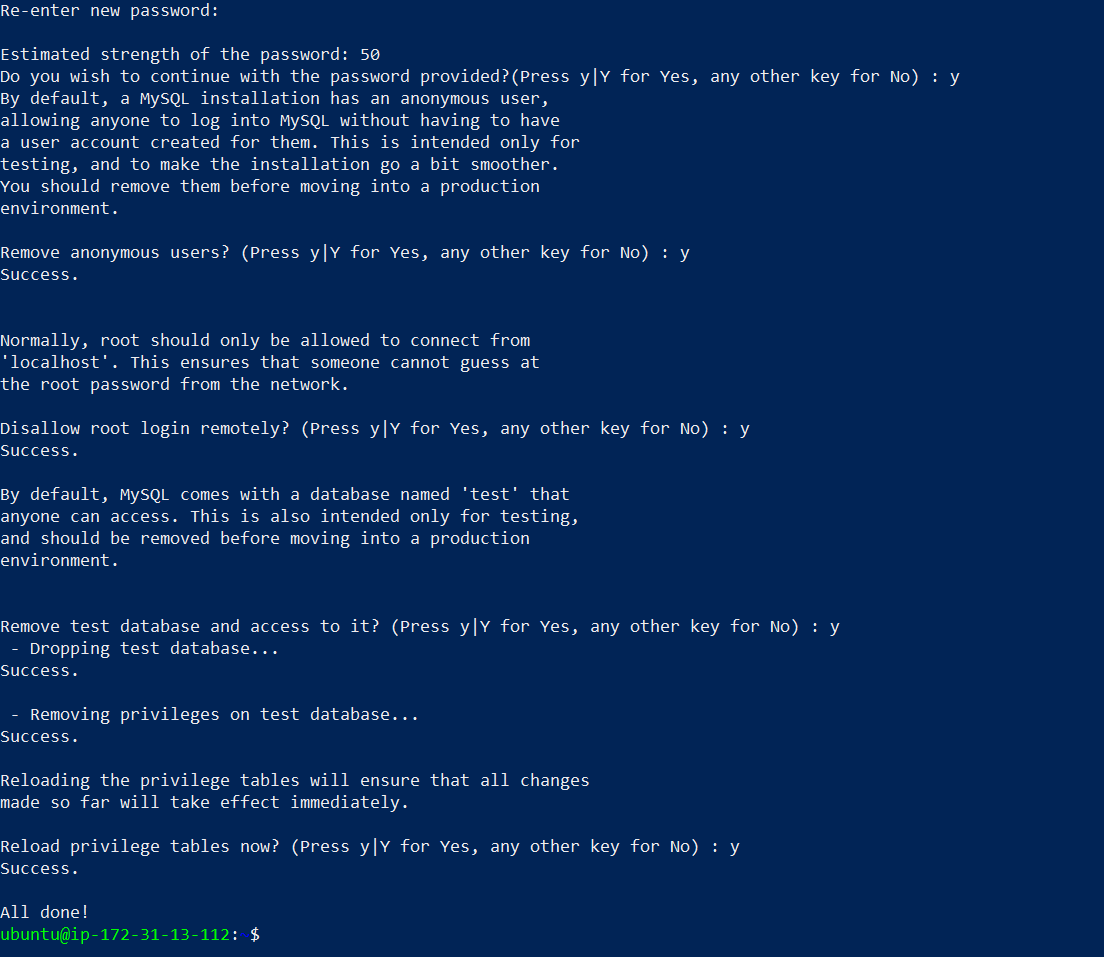 Re-enter new password:
Estimated strength of the password: 50
Do you wish to continue with the password provided?(Press y|Y for Yes, any other key for No) : y
By default, a MySQL installation has an anonymous user,
allowing anyone to log into MySQL without having to have
a user account created for them. This is intended only for
testing, and to make the installation go a bit smoother.
You should remove them before moving into a production
environment.
Remove anonymous users? (Press y|Y for Yes, any other key for No) : y
Success.
Normally, root should only be allowed to connect from
'localhost'. This ensures that someone cannot guess at
the root password from the network.
Disallow root login remotely? (Press y|Y for Yes, any other key for No) : y
Success.
By default, MySQL comes with a database named 'test' that
anyone can access. This is also intended only for testing,
and should be removed before moving into a production
environment.
Remove test database and access to it? (Press y|Y for Yes, any other key for No) : y
 - Dropping test database...
Success.
 - Removing privileges on test database...
Success.
Reloading the privilege tables will ensure that all changes
made so far will take effect immediately.
Reload privilege tables now? (Press y|Y for Yes, any other key for No) : y
Success.
All done!
ubuntu@ip-172-31-13-112:~$